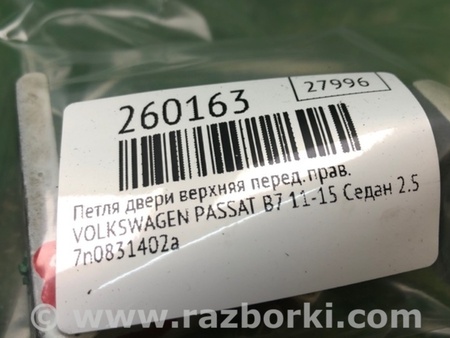 260163
27996
Петля двери верхняя перед.прав.
VOLKSWAGEN PASSAT B7 11-15 Седан 2.5
7n0831402a
www.razborki.com